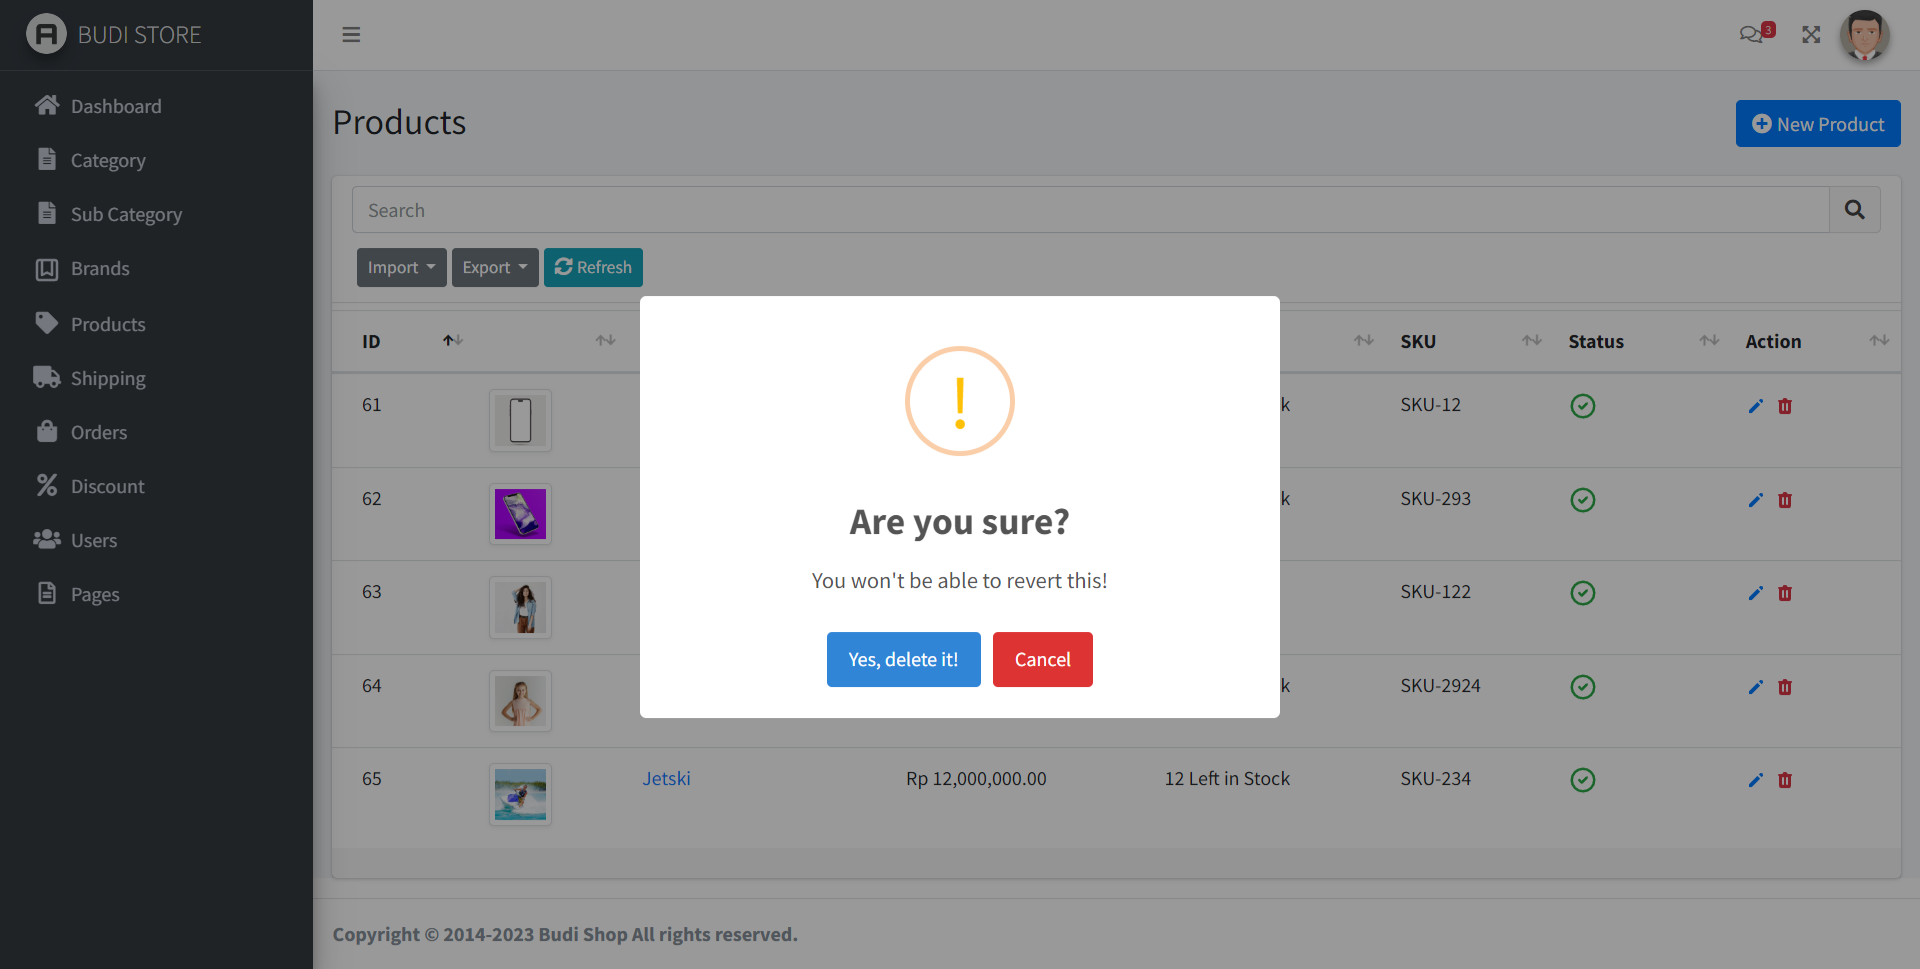 BUDI STORE
3
Dashboard
Category
Sub Category
Brands
Products
Shipping
Orders
Discount
Users
Pages
Products
New Product
Search
Import
Export
Refresh
ID
SKU
Status
Action
61
k
SKU-12
62
k
SKU-293
63
SKU-122
64
k
SKU-2924
65
Jetski
Rp 12,000,000.00
12 Left in Stock
SKU-234
!
Are you sure?
You won't be able to revert this!
Yes, delete it!
Cancel
Copyright © 2014-2023 Budi Shop All rights reserved.